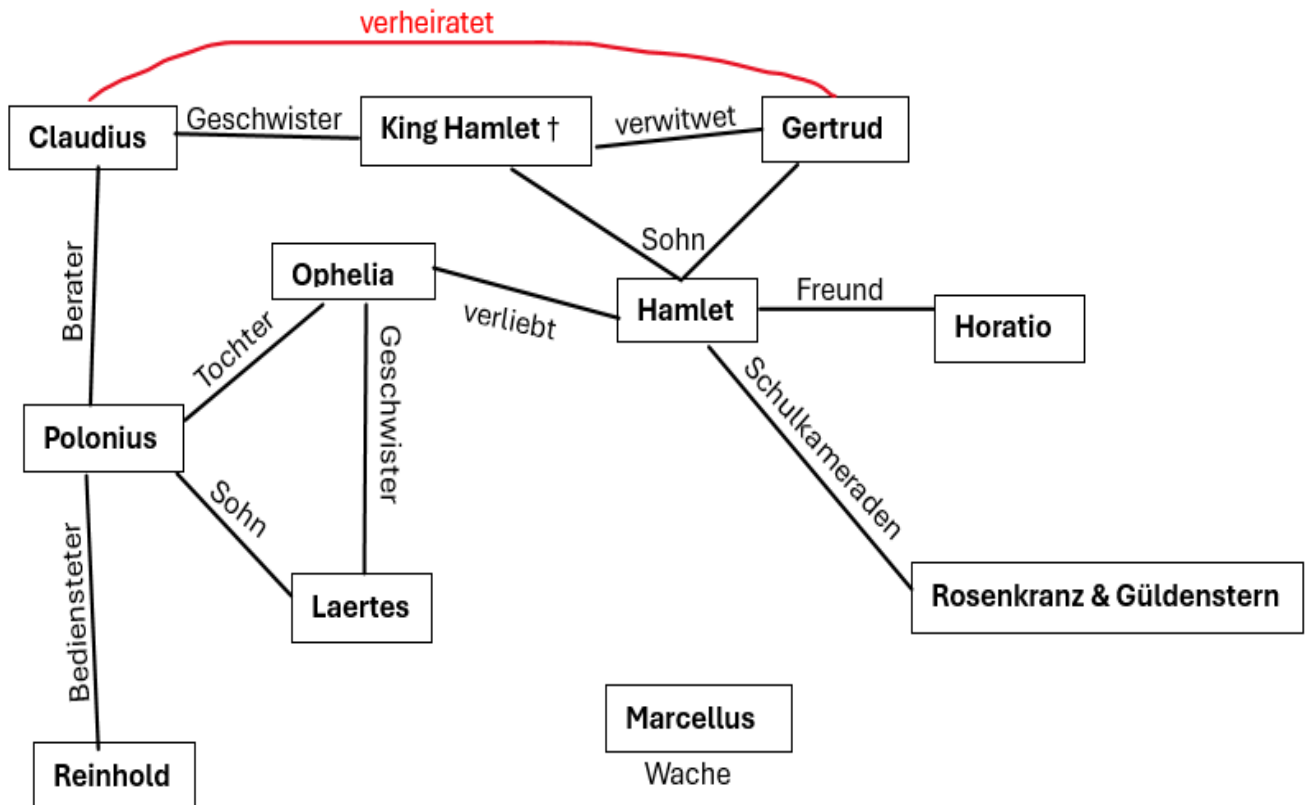 verheiratet
Claudius
Geschwister
King Hamlet †
verwitwet
Gertrud
Sohn
Berater
Ophelia
verliebt
Hamlet
Freund
Horatio
Tochter
Geschwister
Schulkameraden
Polonius
Sohn
Laertes
Rosenkranz & Güldenstern
Bediensteter
Marcellus
Wache
Reinhold